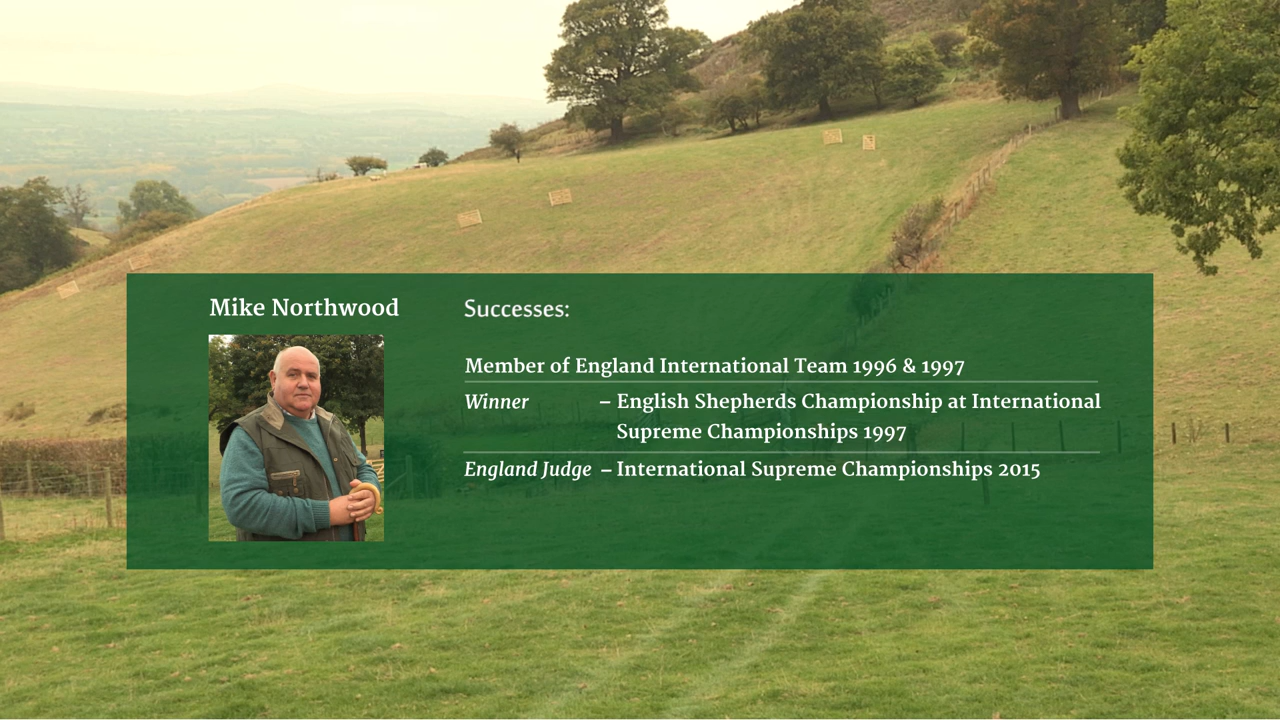 Mike Northwood
Successes:
Member of England International Team 1996 & 1997
Winner – English Shepherds Championship at International
Supreme Championships 1997
England Judge – International Supreme Championships 2015